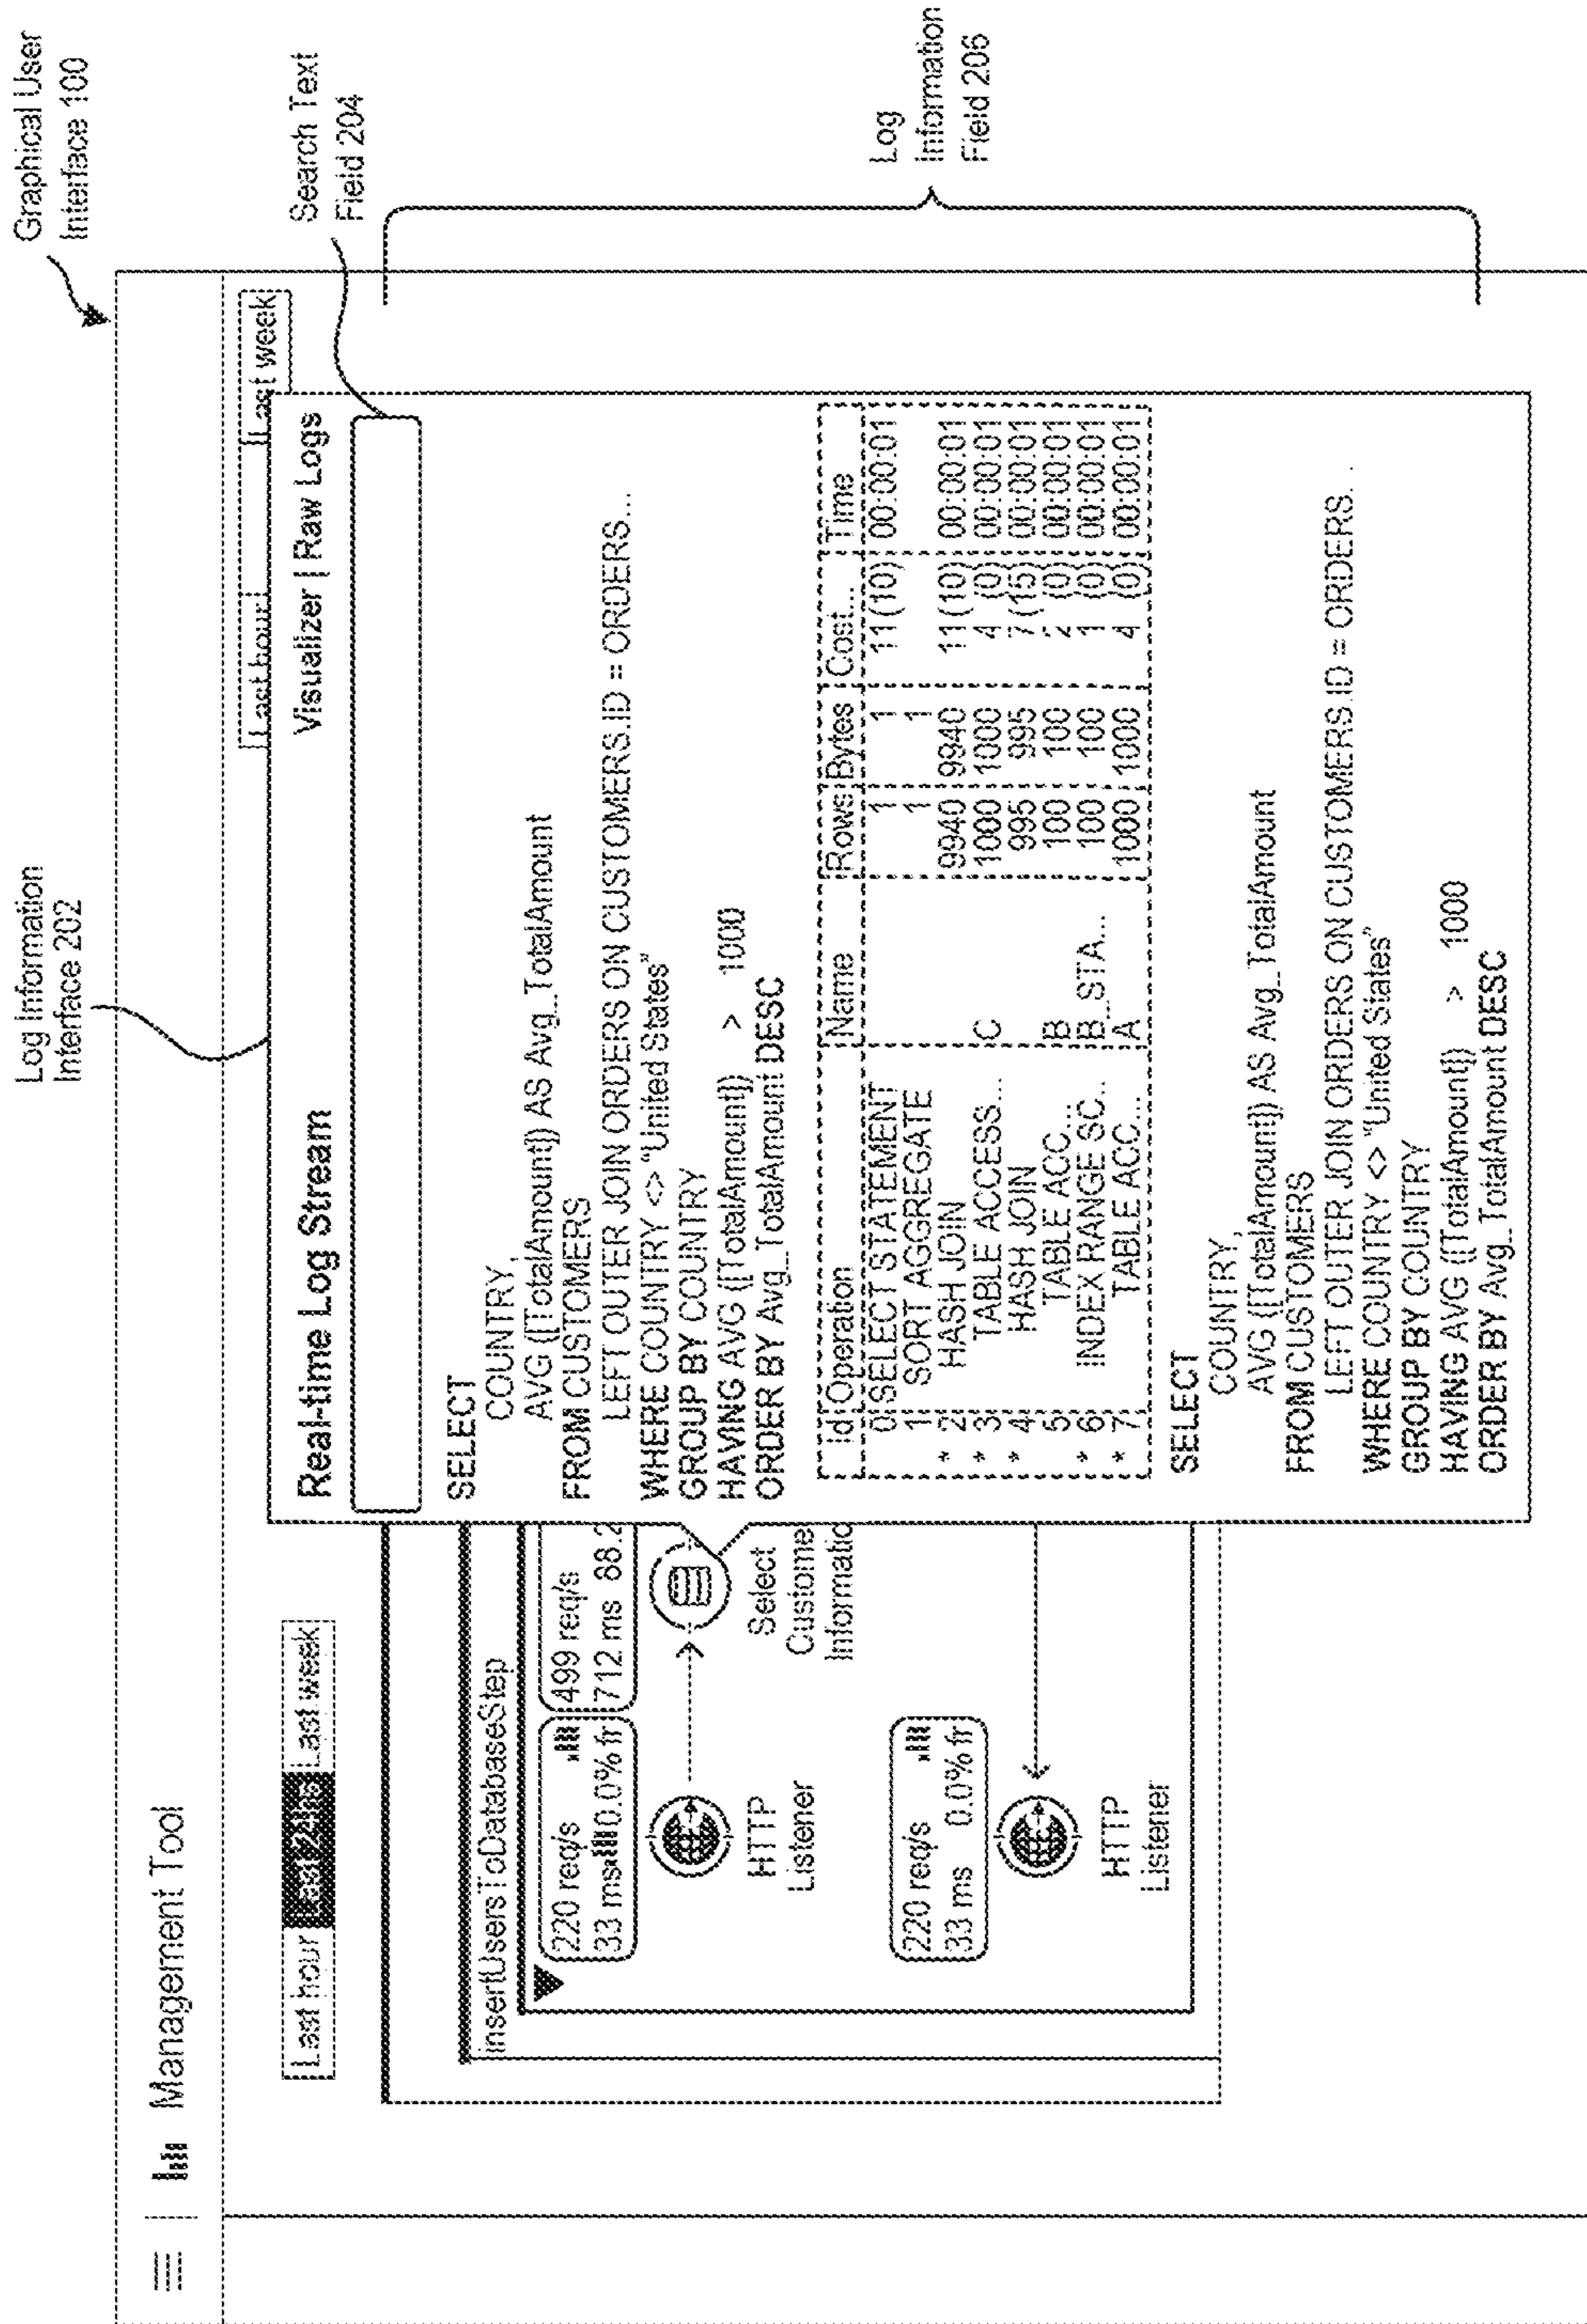 Graphical User
Interface 100
Log Information
Interface 202
Search Text
Field 204
Log
Information
Field 206
Management Tool
Last hour Last 24hs Last week
Last hour Last week
insertUsersToDatabaseStep
220 req/s
33 ms 0.0% fr
499 req/s
712 ms 88.2
HTTP
Listener
Select
Custome
Informatic
220 req/s
33 ms 0.0% fr
HTTP
Listener
Real-time Log Stream Visualizer | Raw Logs
SELECT
COUNTRY,
AVG ([TotalAmount]) AS Avg_TotalAmount
FROM CUSTOMERS
LEFT OUTER JOIN ORDERS ON CUSTOMERS.ID = ORDERS...
WHERE COUNTRY <> "United States"
GROUP BY COUNTRY
HAVING AVG ([TotalAmount]) > 1000
ORDER BY Avg_TotalAmount DESC
Id Operation Name Rows Bytes Cost... Time
0 SELECT STATEMENT 1 1 11 (10) 00:00:01
1 SORT AGGREGATE 1 1
* 2 HASH JOIN 9940 9940 11 (10) 00:00:01
* 3 TABLE ACCESS... C 1000 1000 4 (0) 00:00:01
* 4 HASH JOIN 995 995 7 (15) 00:00:01
5 TABLE ACC... B 100 100 2 (0) 00:00:01
* 6 INDEX RANGE SC... B_STA... 100 100 1 (0) 00:00:01
* 7 TABLE ACC... A 1000 1000 4 (0) 00:00:01
SELECT
COUNTRY,
AVG ([TotalAmount]) AS Avg_TotalAmount
FROM CUSTOMERS
LEFT OUTER JOIN ORDERS ON CUSTOMERS.ID = ORDERS...
WHERE COUNTRY <> "United States"
GROUP BY COUNTRY
HAVING AVG ([TotalAmount]) > 1000
ORDER BY Avg_TotalAmount DESC